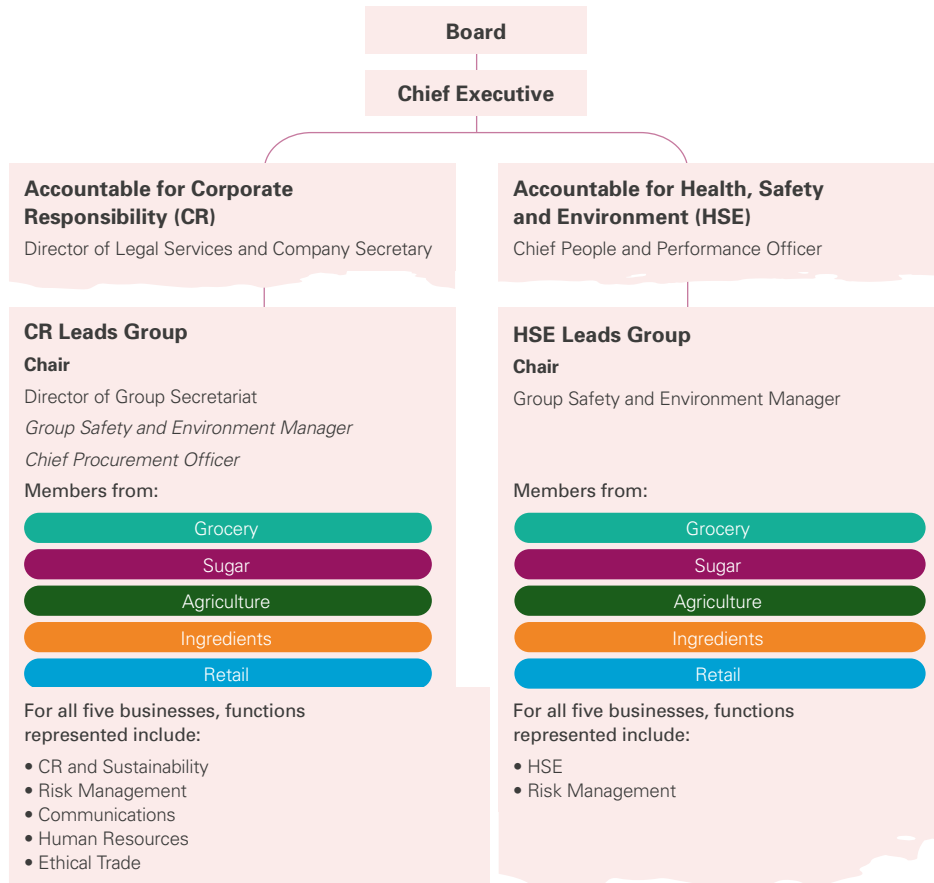 Board
Chief Executive
Accountable for Corporate
Responsibility (CR)
Director of Legal Services and Company Secretary
Accountable for Health, Safety
and Environment (HSE)
Chief People and Performance Officer
CR Leads Group
Chair
Director of Group Secretariat
Group Safety and Environment Manager
Chief Procurement Officer
Members from:
Grocery
Sugar
Agriculture
Ingredients
Retail
For all five businesses, functions
represented include:
• CR and Sustainability
• Risk Management
• Communications
• Human Resources
• Ethical Trade
HSE Leads Group
Chair
Group Safety and Environment Manager
Members from:
Grocery
Sugar
Agriculture
Ingredients
Retail
For all five businesses, functions
represented include:
• HSE
• Risk Management